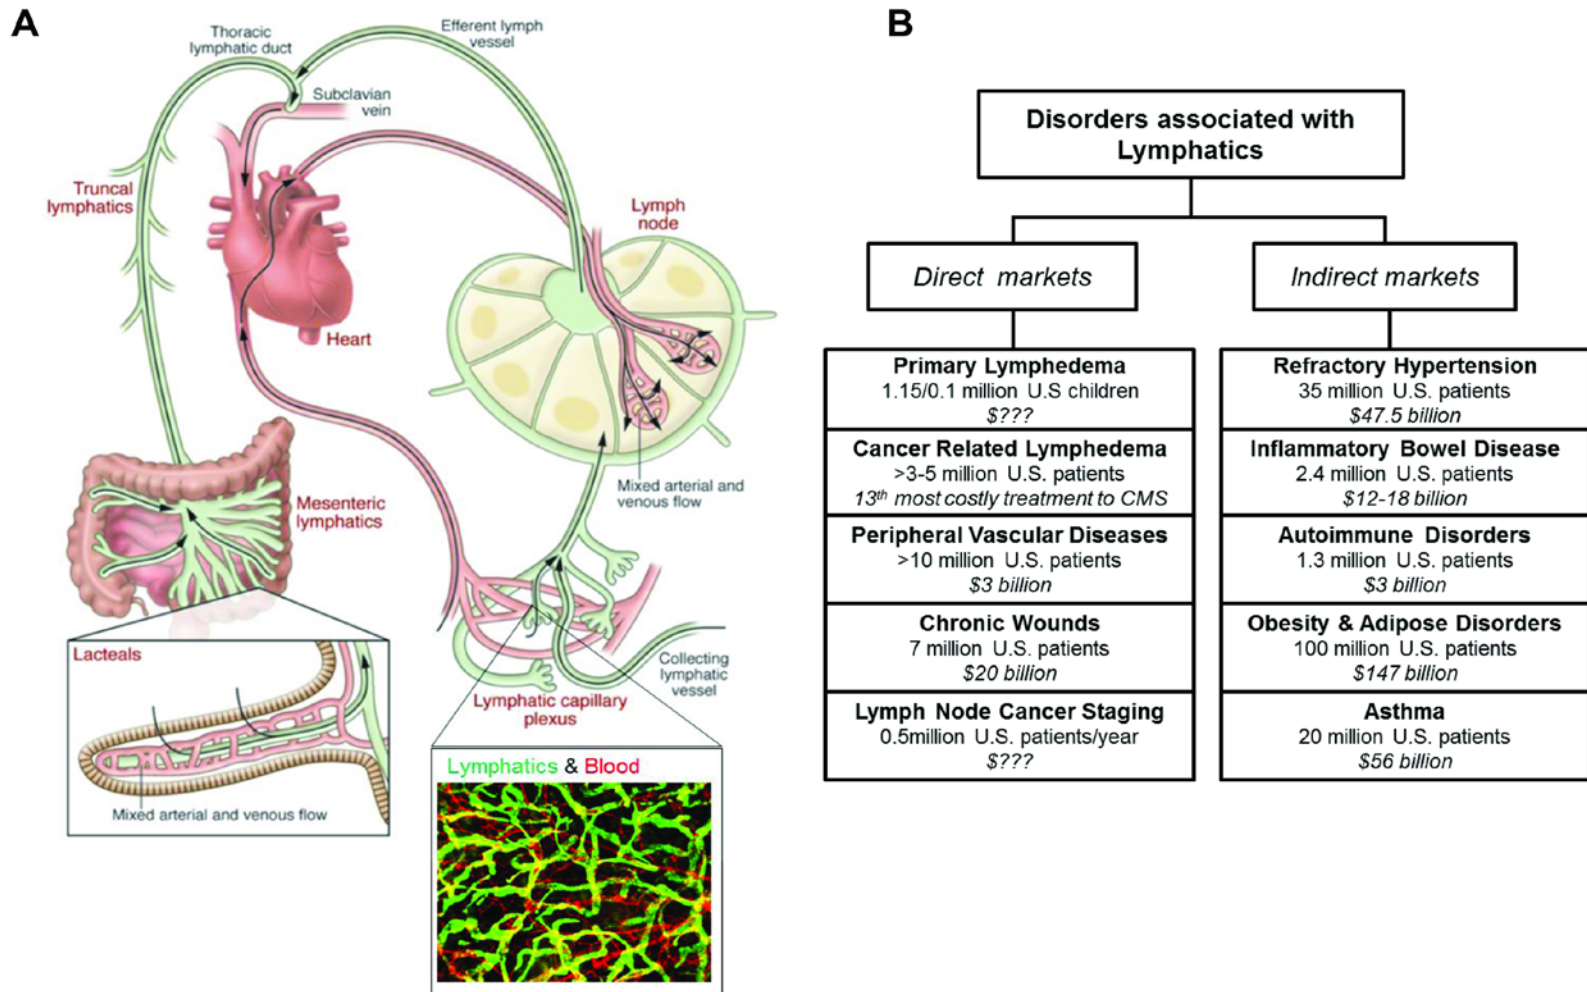 A
Thoracic
lymphatic duct
Efferent lymph
vessel
Subclavian
vein
Truncal
lymphatics
Lymph
node
Heart
Mixed arterial and
venous flow
Mesenteric
lymphatics
Lacteals
Mixed arterial and venous flow
Collecting
lymphatic
vessel
Lymphatic capillary
plexus
Lymphatics & Blood
B
Disorders associated with
Lymphatics
Direct markets
Indirect markets
Primary Lymphedema
1.15/0.1 million U.S children
$???
Cancer Related Lymphedema
>3-5 million U.S. patients
13th most costly treatment to CMS
Peripheral Vascular Diseases
>10 million U.S. patients
$3 billion
Chronic Wounds
7 million U.S. patients
$20 billion
Lymph Node Cancer Staging
0.5million U.S. patients/year
$???
Refractory Hypertension
35 million U.S. patients
$47.5 billion
Inflammatory Bowel Disease
2.4 million U.S. patients
$12-18 billion
Autoimmune Disorders
1.3 million U.S. patients
$3 billion
Obesity & Adipose Disorders
100 million U.S. patients
$147 billion
Asthma
20 million U.S. patients
$56 billion